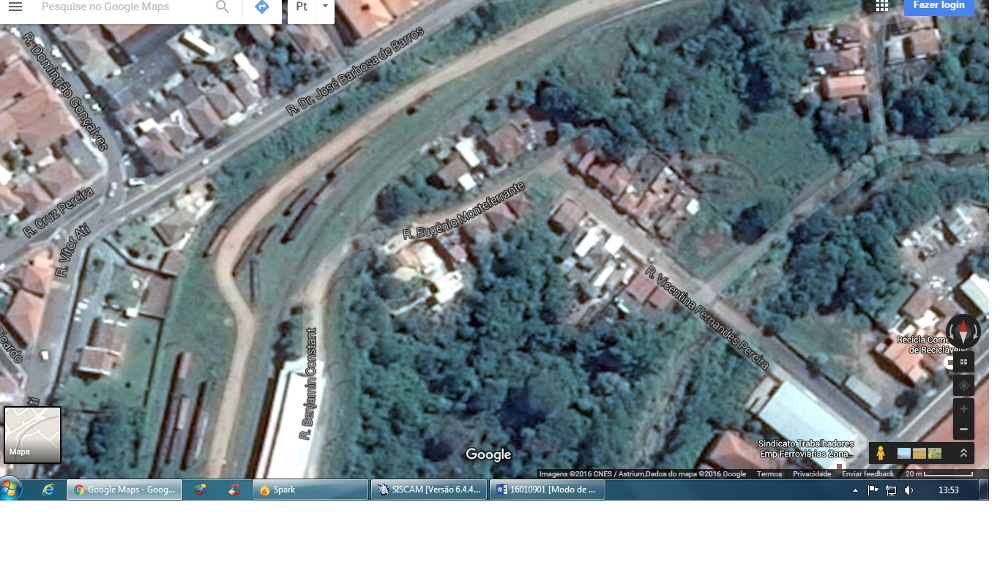 Pesquise no Google Maps
Pt
Fazer login
R. Domingão Gonçalves
R. Dr. José Barbosa de Barros
R. Cruz Pereira
R. Vitor Ati
R. Eugênio Monteferrante
R. Vicentina Fernandes Pereira
R. Benjamin Constant
Recicla Come...
de Recicláveis
Mapa
Google
Sindicato Trabalhadores
Emp Ferroviárias Zona...
Imagens ©2016 CNES / Astrium,Dados do mapa ©2016 Google Termos Privacidade Enviar feedback 20 m
Google Maps - Goog... Spark SISCAM [Versão 6.4.4... 16010901 [Modo de ... 13:53